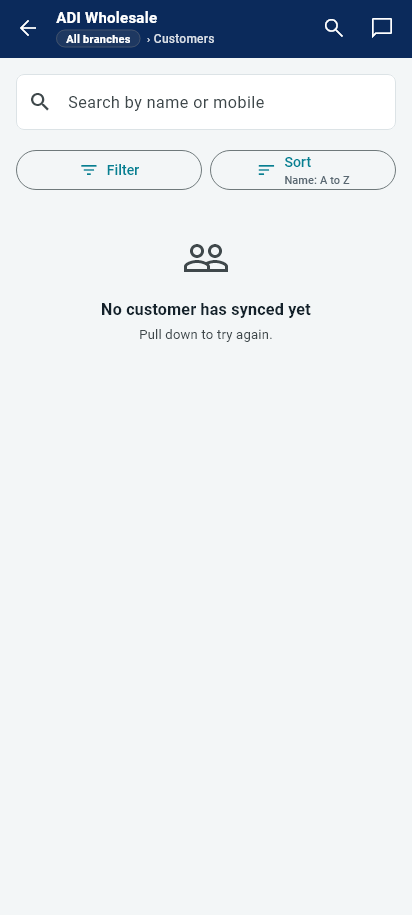 ADI Wholesale
All branches › Customers
Search by name or mobile
Filter
Sort
Name: A to Z
No customer has synced yet
Pull down to try again.